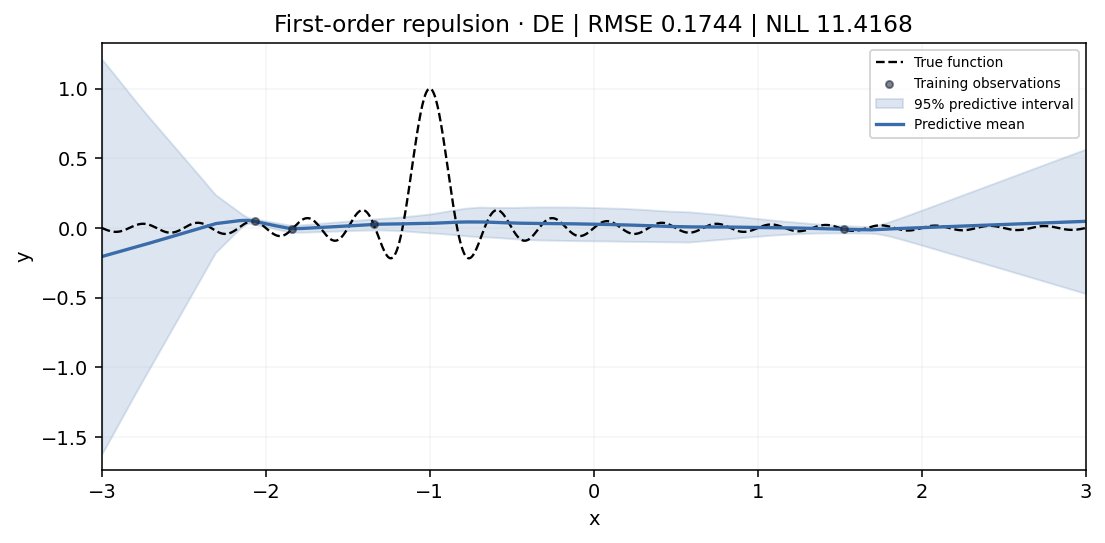 First-order repulsion · DE | RMSE 0.1744 | NLL 11.4168
True function
Training observations
95% predictive interval
Predictive mean
y
1.0
0.5
0.0
−0.5
−1.0
−1.5
−3
−2
−1
0
1
2
3
x